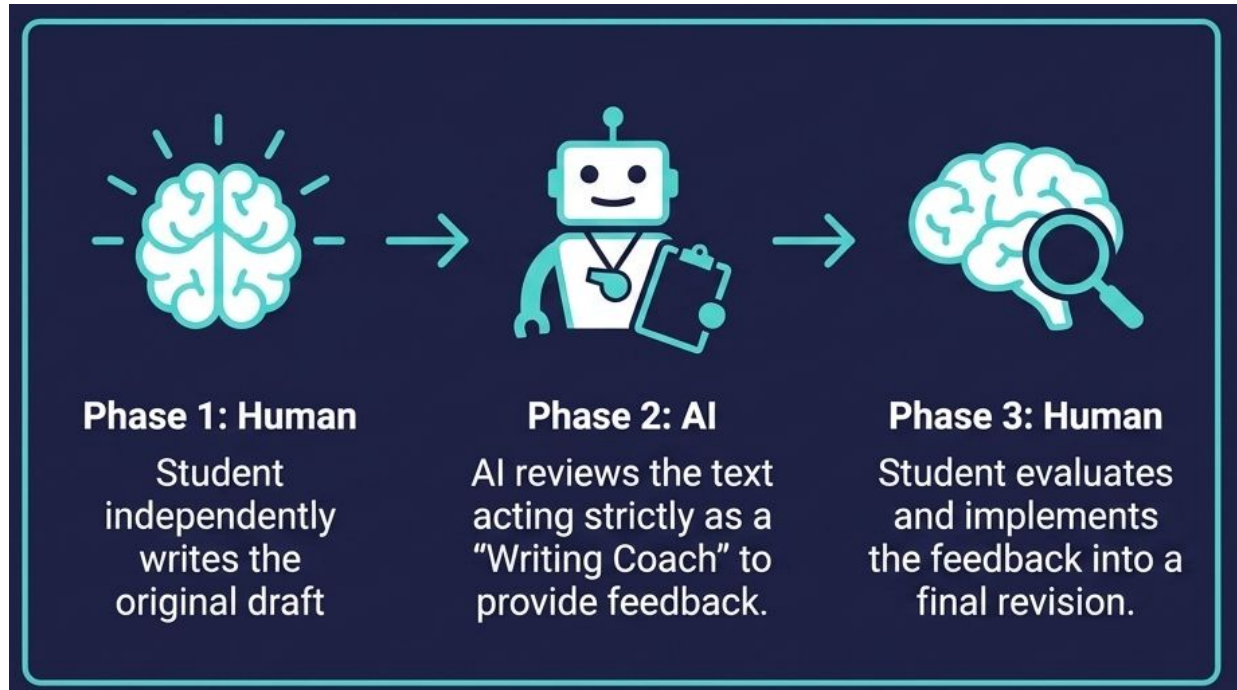 Phase 1: Human
Student
independently
writes the
original draft
Phase 2: AI
AI reviews the text
acting strictly as a
“Writing Coach” to
provide feedback.
Phase 3: Human
Student evaluates
and implements
the feedback into a
final revision.